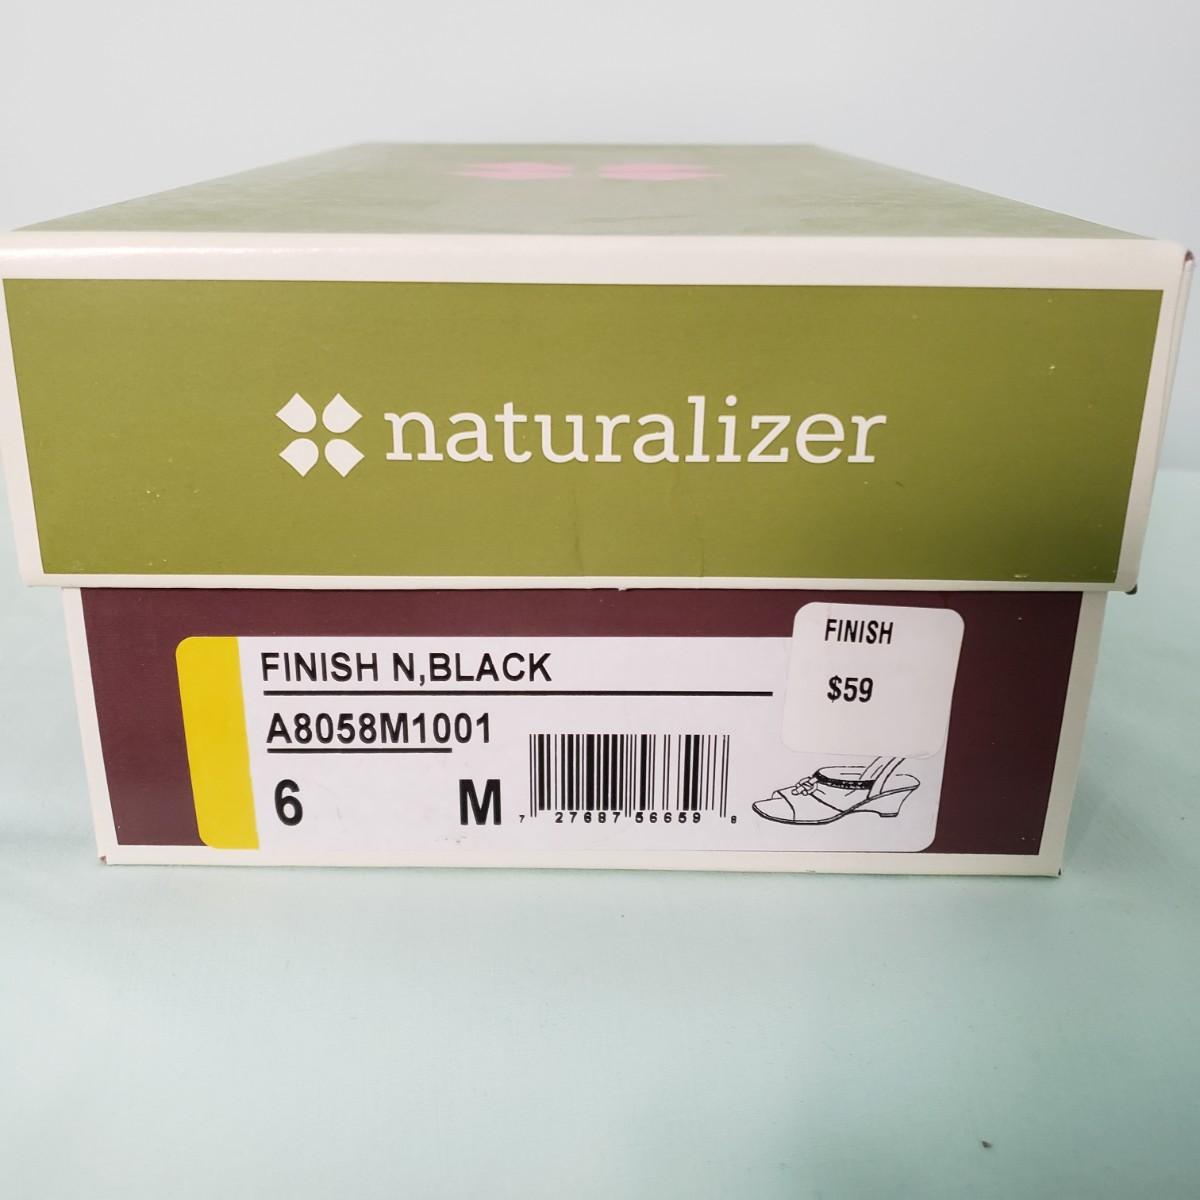 naturalizer
FINISH
$59
FINISH N,BLACK
A8058M1001
6 M
7 27687 56659 8